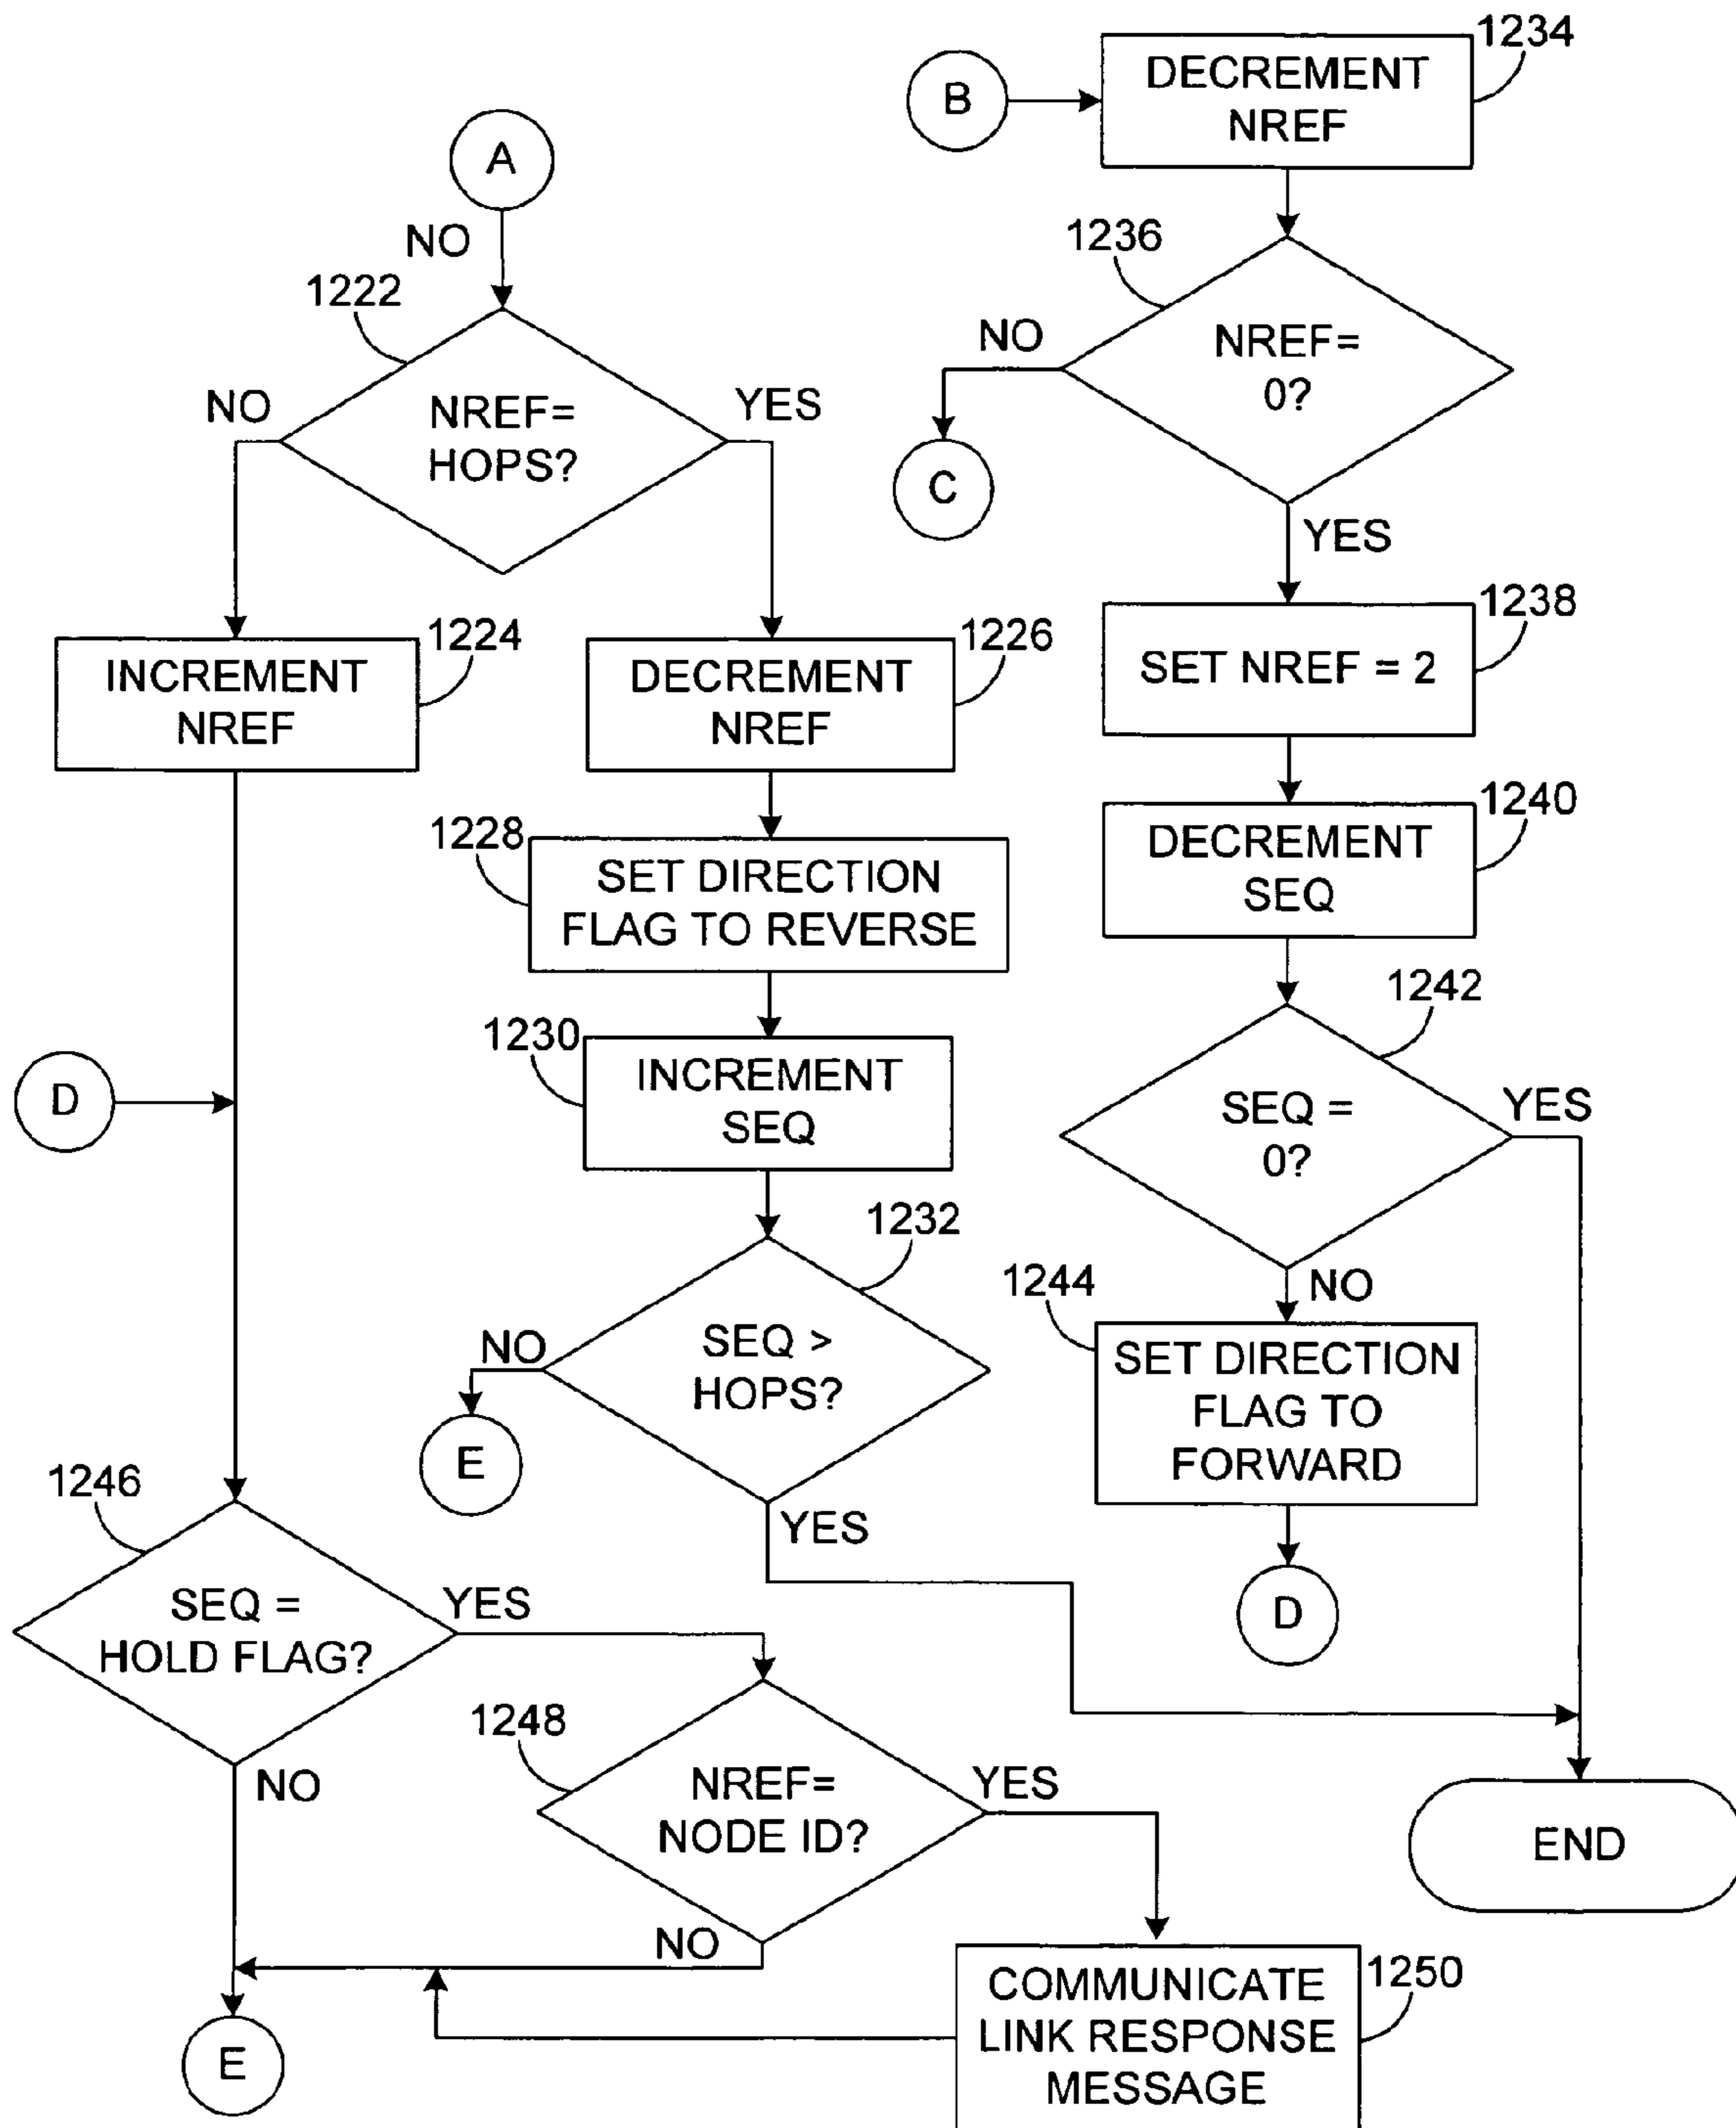 A
NO
1222
NREF=
HOPS?
NO
YES
1224
INCREMENT
NREF
1226
DECREMENT
NREF
1228
SET DIRECTION
FLAG TO REVERSE
1230
INCREMENT
SEQ
D
1232
SEQ >
HOPS?
NO
E
YES
1246
SEQ =
HOLD FLAG?
YES
NO
1248
NREF=
NODE ID?
YES
NO
1250
COMMUNICATE
LINK RESPONSE
MESSAGE
E
B
1234
DECREMENT
NREF
1236
NREF=
0?
NO
C
YES
1238
SET NREF = 2
1240
DECREMENT
SEQ
1242
SEQ =
0?
YES
NO
1244
SET DIRECTION
FLAG TO
FORWARD
D
END